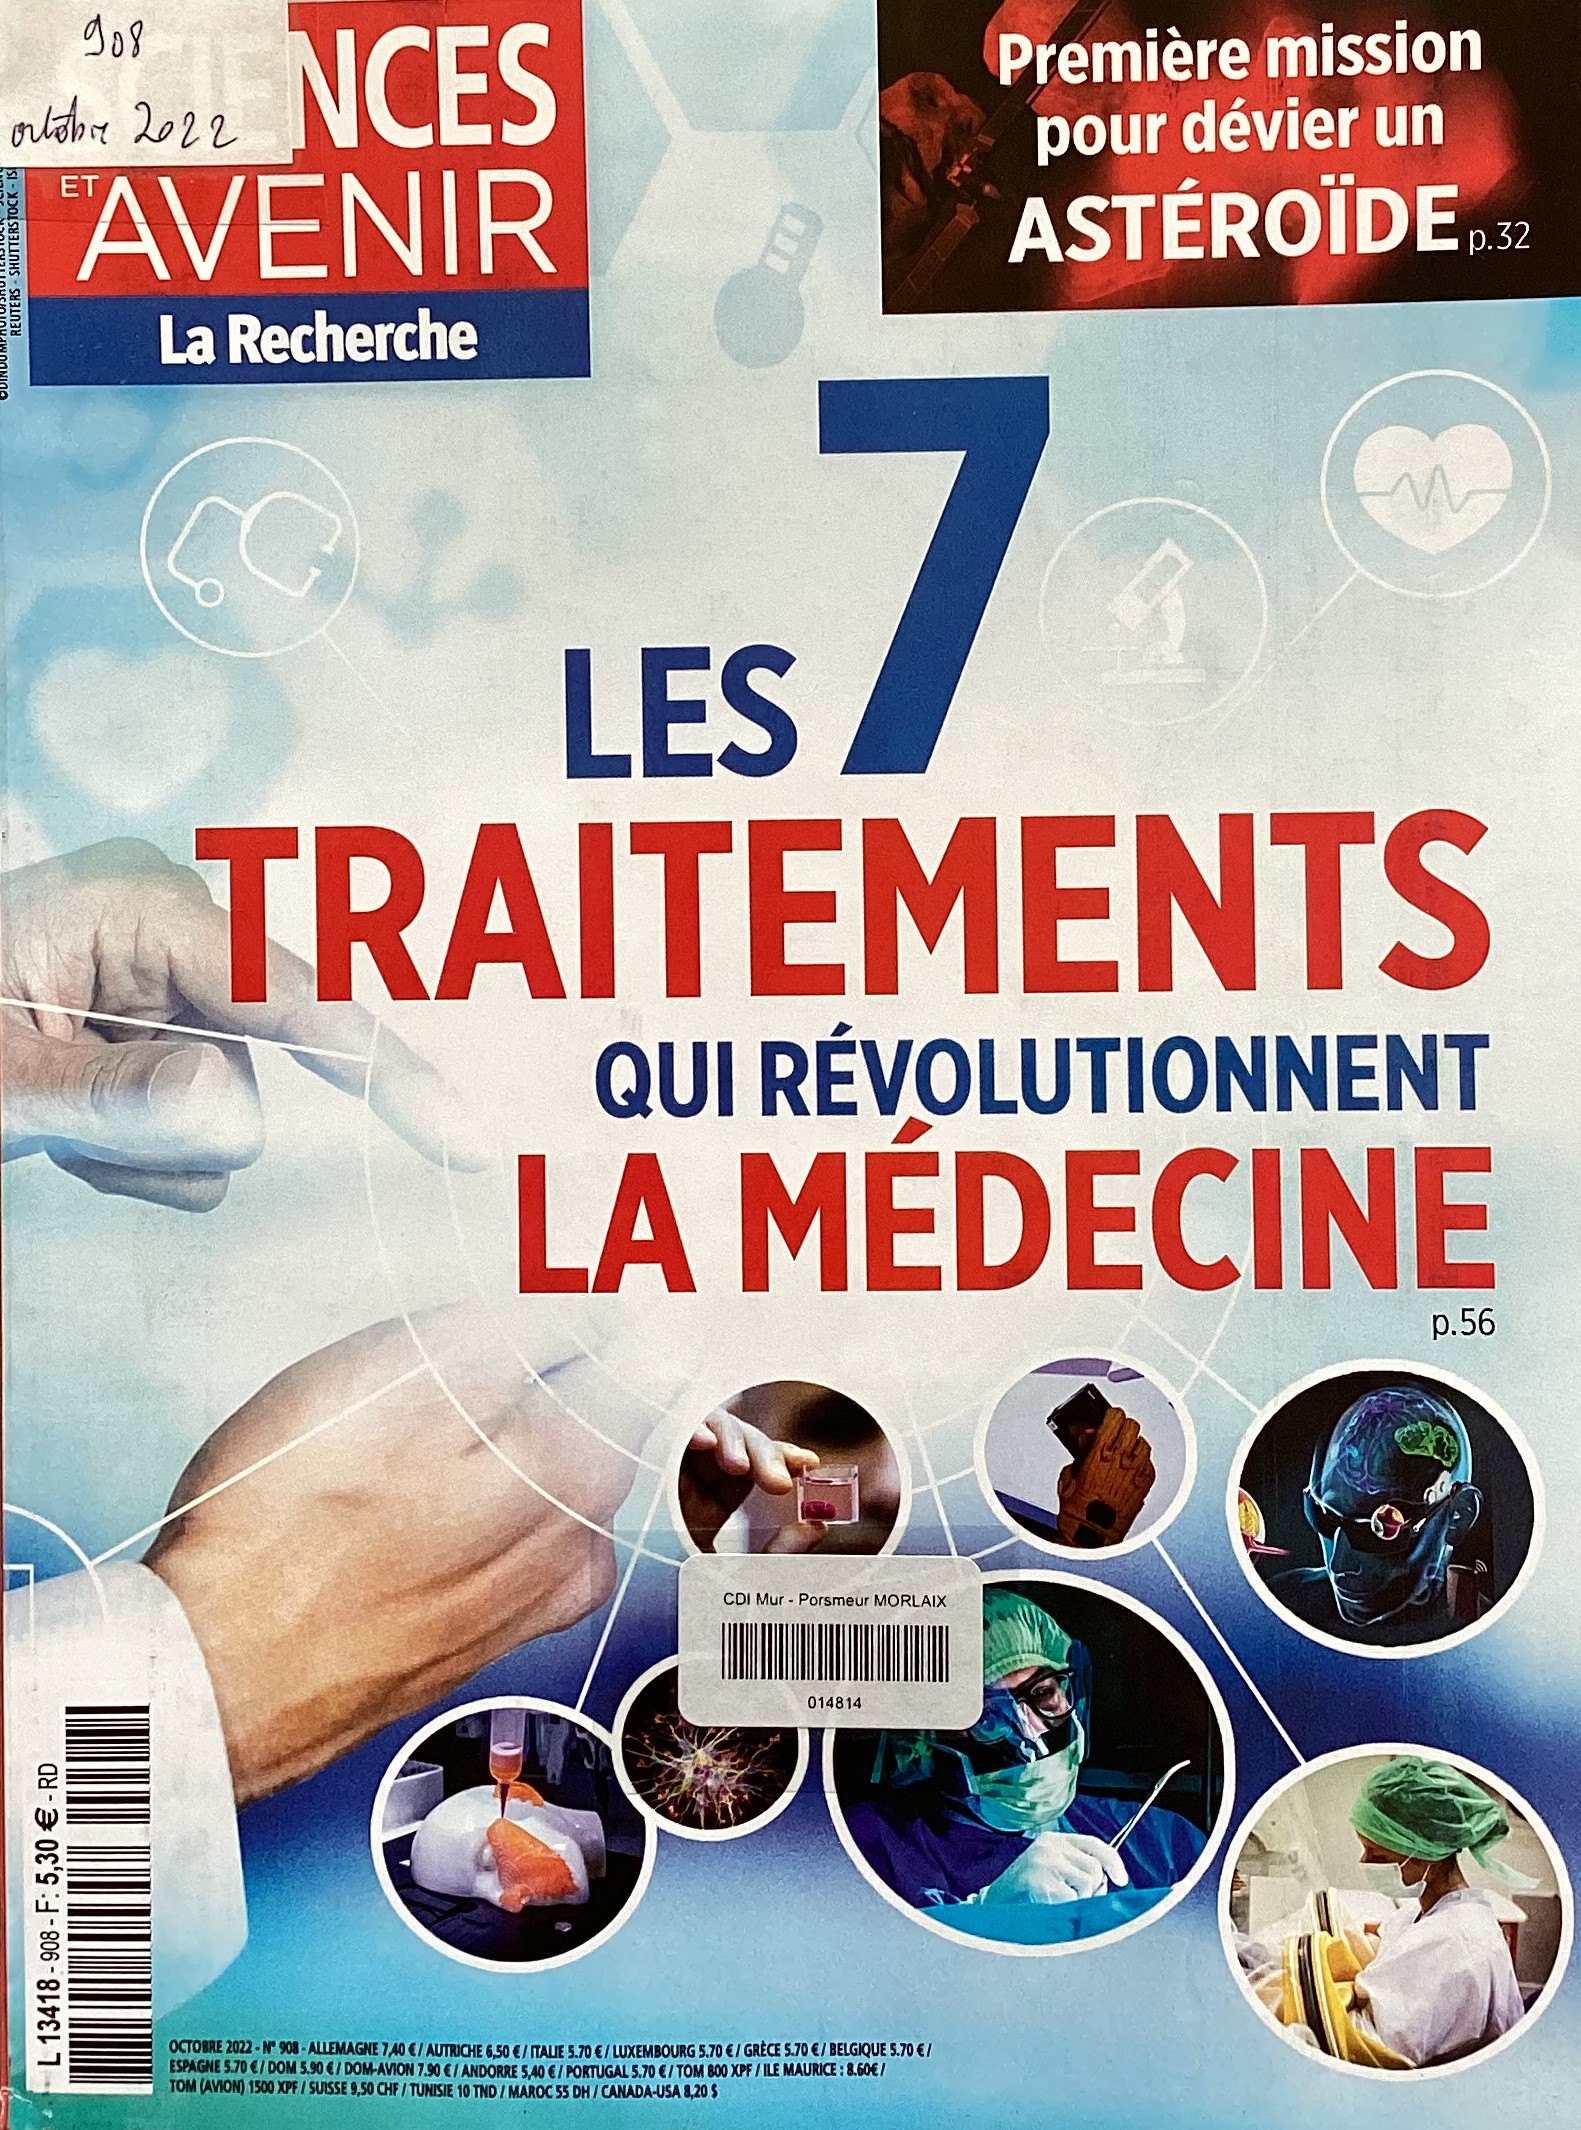 908
octobre 2022
NCES
ET AVENIR
La Recherche
Première mission
pour dévier un
ASTÉROÏDE p.32
REUTERS - SHUTTERSTOCK
LES 7
TRAITEMENTS
QUI RÉVOLUTIONNENT
LA MÉDECINE
p.56
CDI Mur - Porsmeur MORLAIX
014814
L 13418 - 908 - F: 5,30 € - RD
OCTOBRE 2022 - N° 908 - ALLEMAGNE 7,40 € / AUTRICHE 6,50 € / ITALIE 5.70 € / LUXEMBOURG 5.70 € / GRÈCE 5.70 € / BELGIQUE 5.70 € /
ESPAGNE 5.70 € / DOM 5.90 € / DOM-AVION 7.90 € / ANDORRE 5,40 € / PORTUGAL 5.70 € / TOM 800 XPF / ILE MAURICE : 8.60€ /
TOM (AVION) 1500 XPF / SUISSE 9,50 CHF / TUNISIE 10 TND / MAROC 55 DH / CANADA-USA 8,20 $